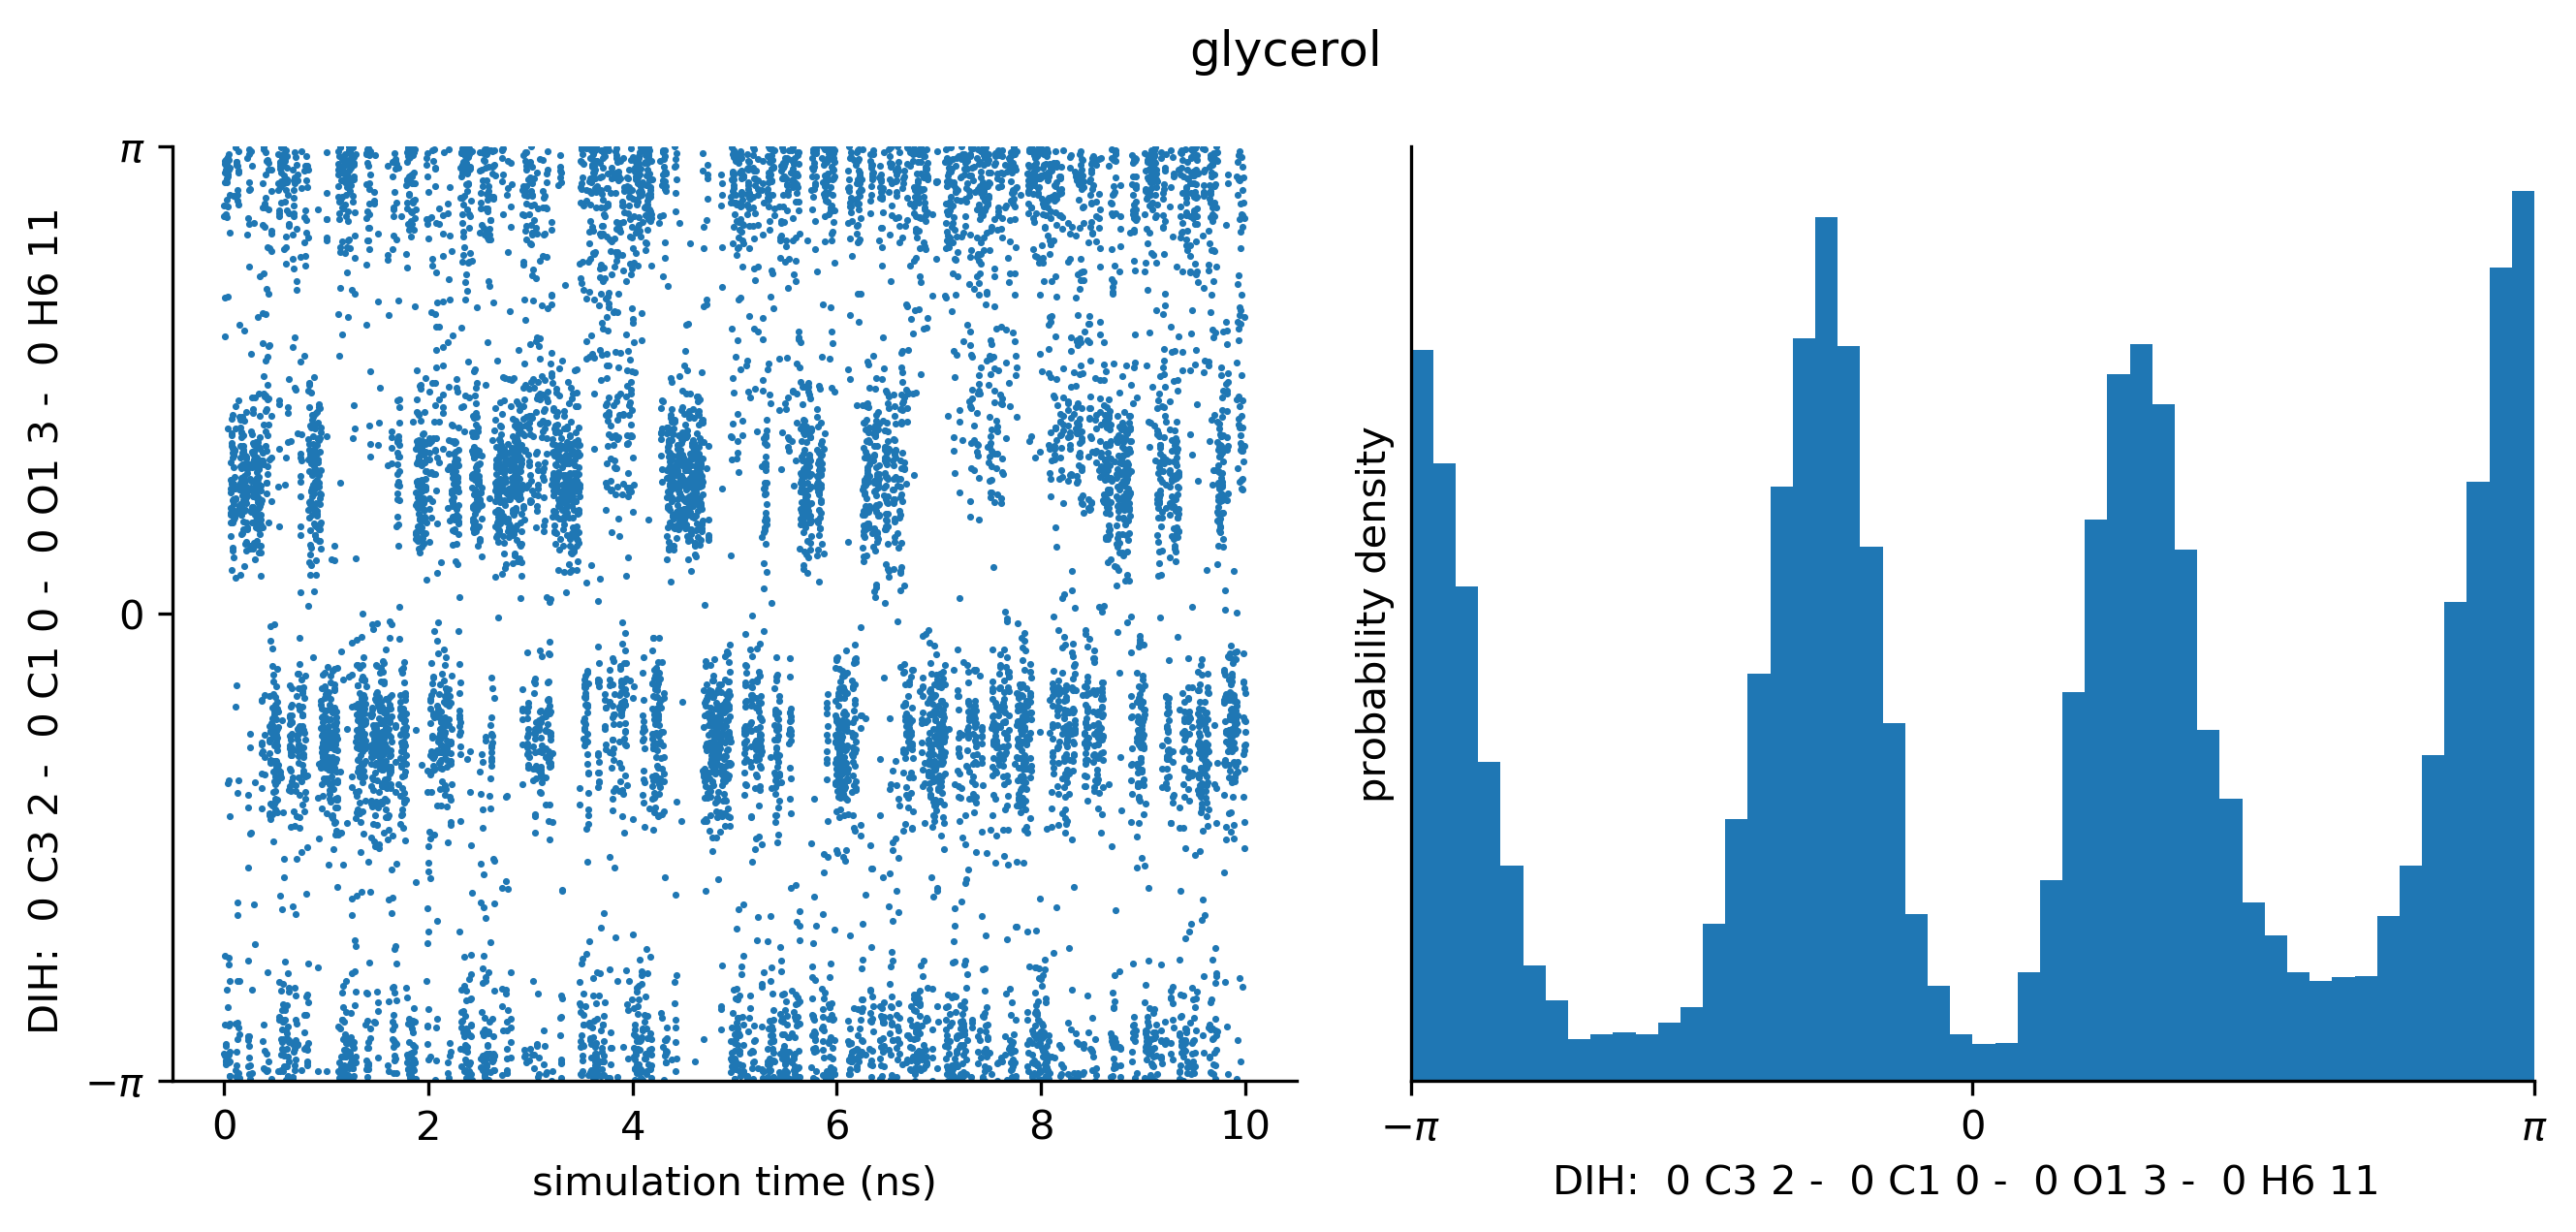 glycerol
DIH: 0 C3 2 - 0 C1 0 - 0 O1 3 - 0 H6 11
π
0
−π
0 2 4 6 8 10
simulation time (ns)
probability density
−π 0 π
DIH: 0 C3 2 - 0 C1 0 - 0 O1 3 - 0 H6 11